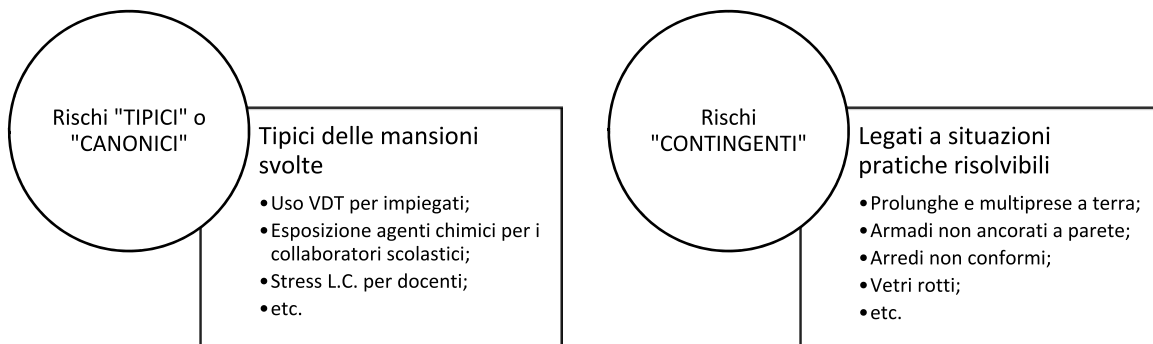 Rischi "TIPICI" o
"CANONICI"
Tipici delle mansioni
svolte
•Uso VDT per impiegati;
•Esposizione agenti chimici per i
collaboratori scolastici;
•Stress L.C. per docenti;
•etc.
Rischi
"CONTINGENTI"
Legati a situazioni
pratiche risolvibili
•Prolunghe e multiprese a terra;
•Armadi non ancorati a parete;
•Arredi non conformi;
•Vetri rotti;
•etc.